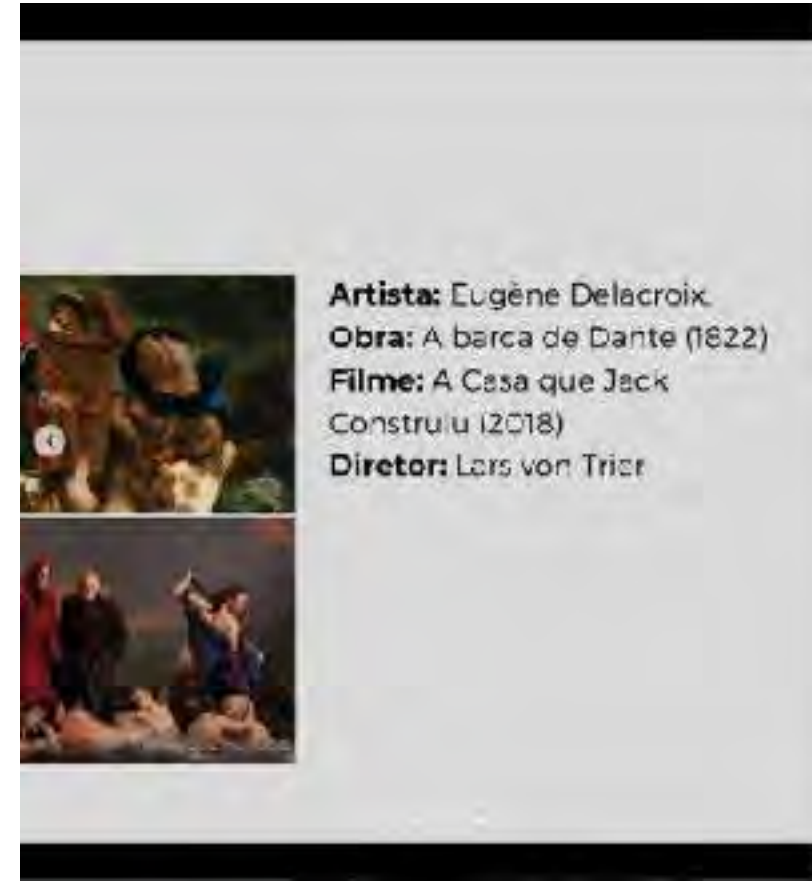 Artista: Eugène Delacroix.
Obra: A barca de Dante (1822)
Filme: A Casa que Jack
Construiu (2018)
Diretor: Lars von Trier